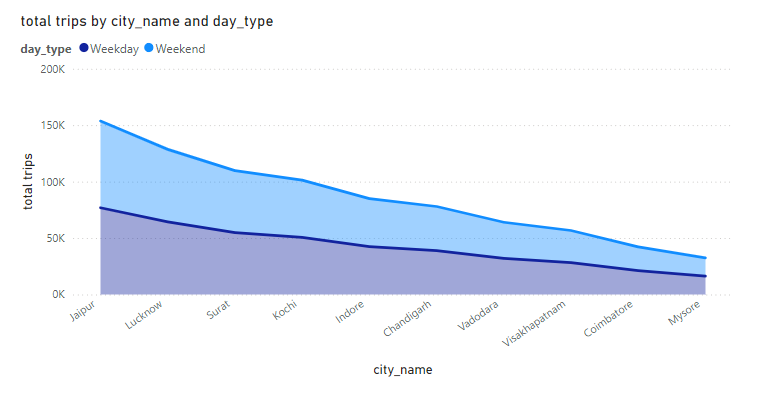 total trips by city_name and day_type
day_type Weekday Weekend
200K
150K
100K
50K
0K
total trips
Jaipur
Lucknow
Surat
Kochi
Indore
Chandigarh
Vadodara
Visakhapatnam
Coimbatore
Mysore
city_name